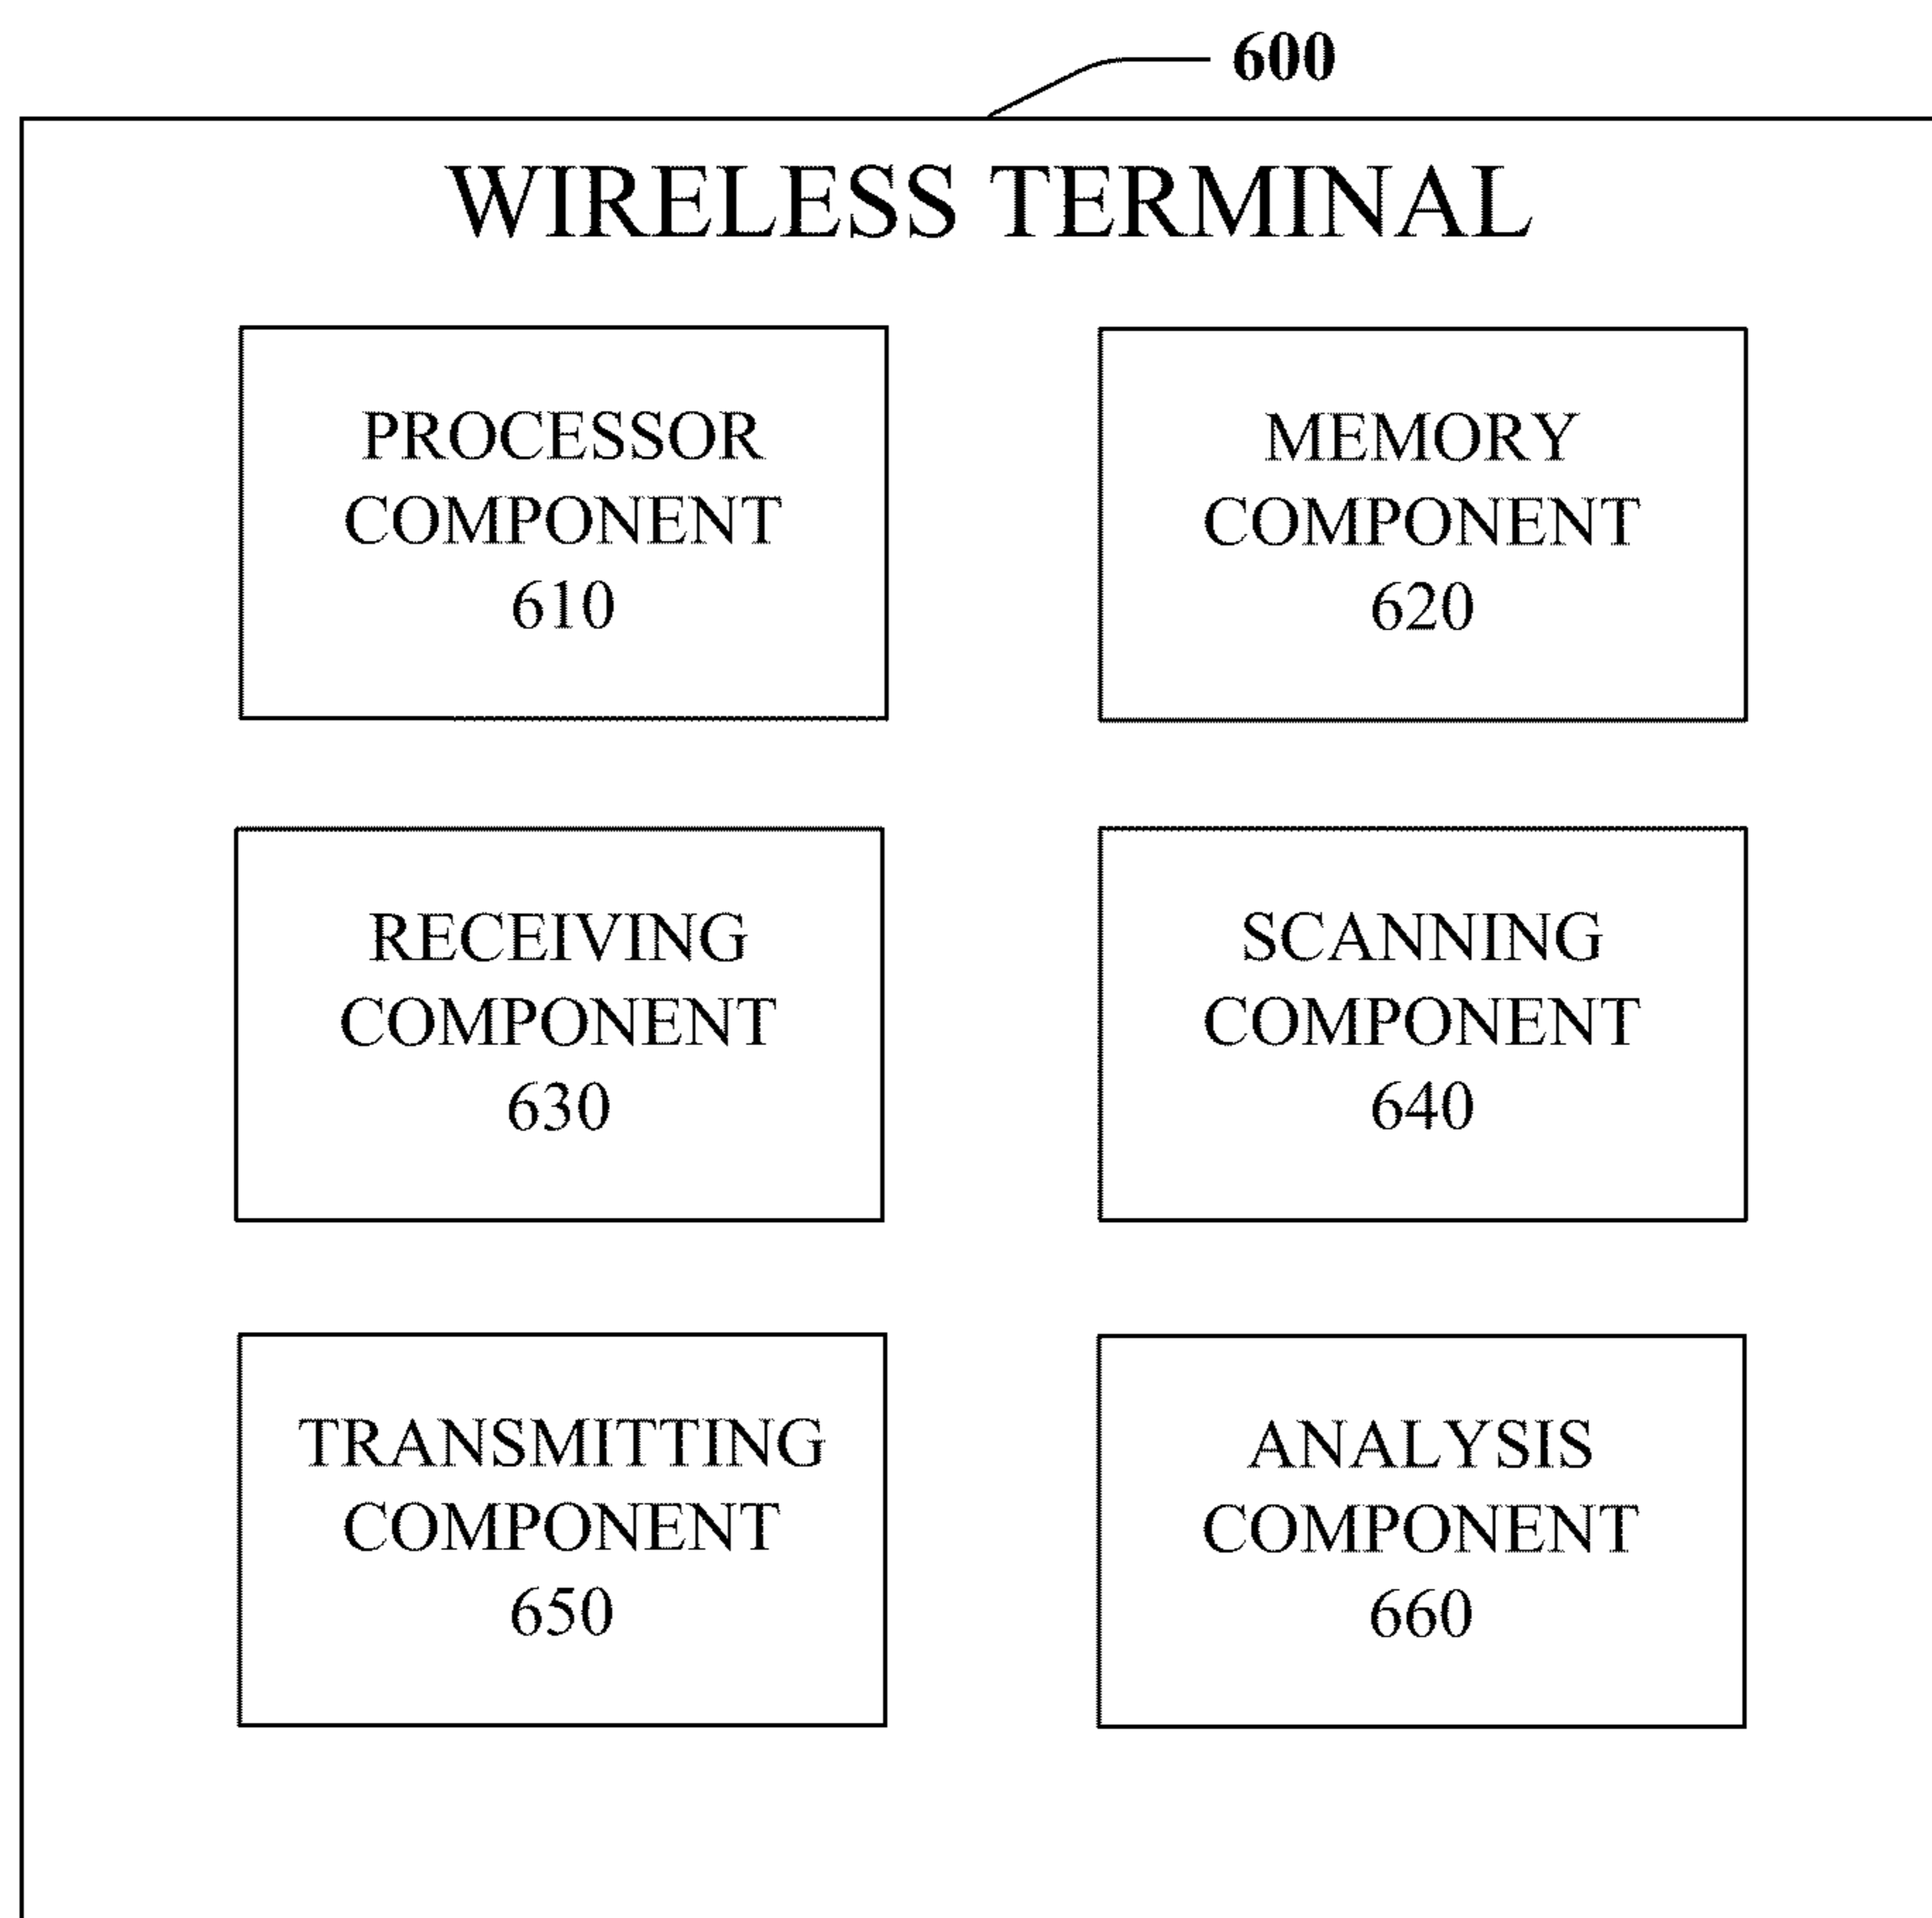 600
WIRELESS TERMINAL
PROCESSOR
COMPONENT
610
MEMORY
COMPONENT
620
RECEIVING
COMPONENT
630
SCANNING
COMPONENT
640
TRANSMITTING
COMPONENT
650
ANALYSIS
COMPONENT
660